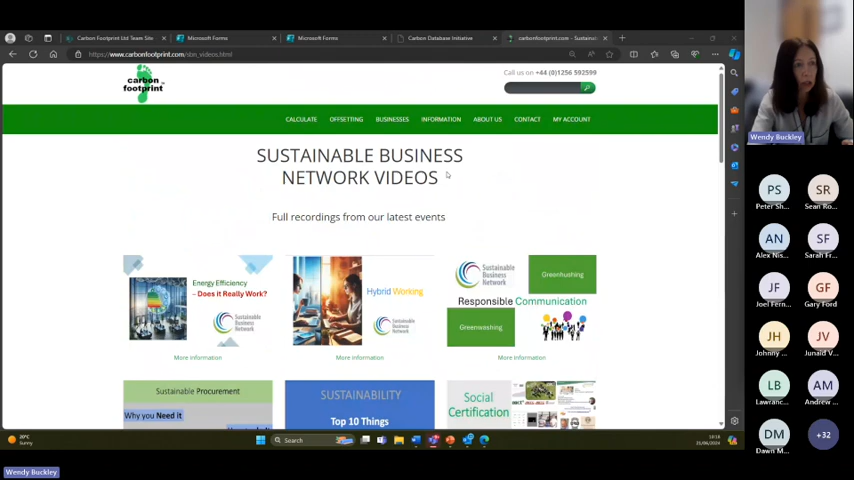 Carbon Footprint Ltd Team Site
Microsoft Forms
Microsoft Forms
Carbon Database Initiative
carbonfootprint.com - Sustaina
https://www.carbonfootprint.com/sbn_videos.html
carbon
footprint
Call us on +44 (0)1256 592599
CALCULATE
OFFSETTING
BUSINESSES
INFORMATION
ABOUT US
CONTACT
MY ACCOUNT
SUSTAINABLE BUSINESS
NETWORK VIDEOS
Full recordings from our latest events
Energy Efficiency
- Does it Really Work?
Sustainable
Business
Network
More information
Hybrid Working
Sustainable
Business
Network
More information
Sustainable
Business
Network
Greenhushing
Responsible Communication
Greenwashing
More information
Sustainable Procurement
Why you Need it
SUSTAINABILITY
Top 10 Things
Social
Certification
20°C
Sunny
Search
Wendy Buckley
Wendy Buckley
PS
Peter Sh...
SR
Sean Ro...
AN
Alex Nis...
SF
Sarah Fr...
JF
Joel Fern...
GF
Gary Ford
JH
Johnny ...
JV
Junaid V...
LB
Lawranc...
AM
Andrew ...
DM
Dawn M...
+32